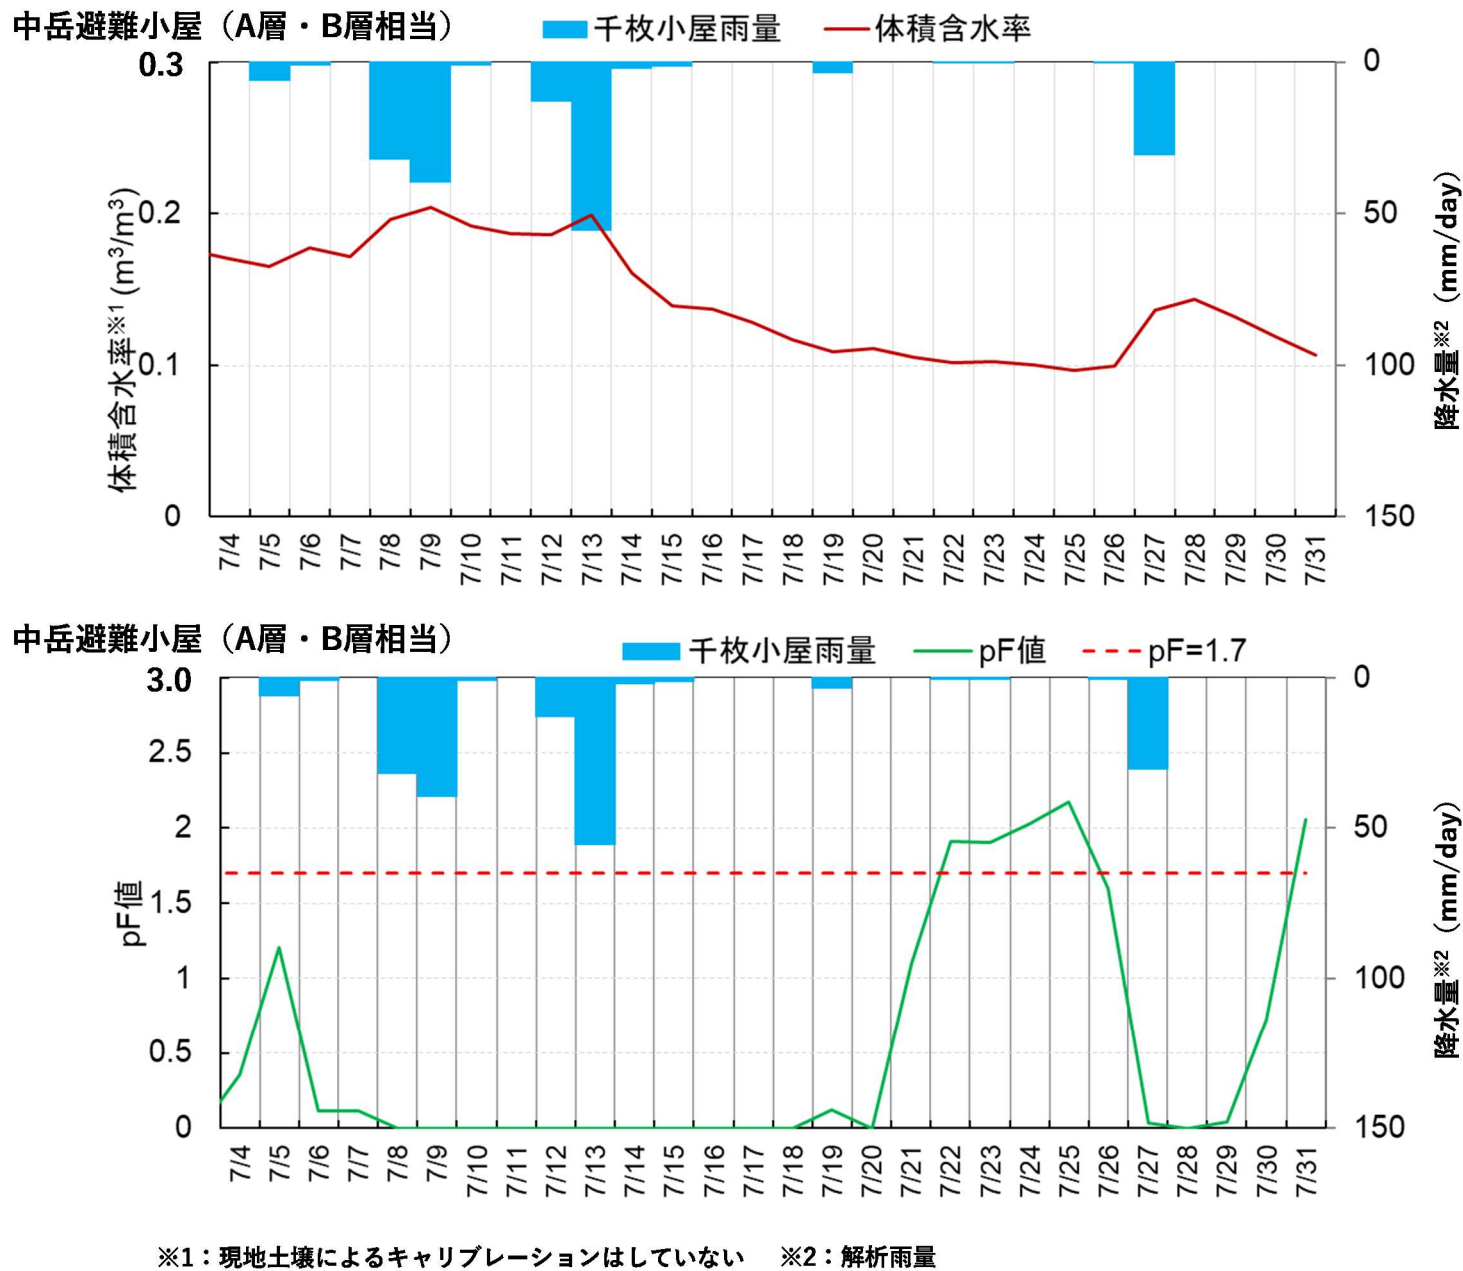 中岳避難小屋（A層・B層相当）
千枚小屋雨量 体積含水率
0.3
0.2
0.1
0
体積含水率※1 (m3/m3)
0
50
100
150
降水量※2（mm/day）
7/4 7/5 7/6 7/7 7/8 7/9 7/10 7/11 7/12 7/13 7/14 7/15 7/16 7/17 7/18 7/19 7/20 7/21 7/22 7/23 7/24 7/25 7/26 7/27 7/28 7/29 7/30 7/31
中岳避難小屋（A層・B層相当）
千枚小屋雨量 pF値 pF=1.7
3.0
2.5
2
1.5
1
0.5
0
pF値
0
50
100
150
降水量※2（mm/day）
7/4 7/5 7/6 7/7 7/8 7/9 7/10 7/11 7/12 7/13 7/14 7/15 7/16 7/17 7/18 7/19 7/20 7/21 7/22 7/23 7/24 7/25 7/26 7/27 7/28 7/29 7/30 7/31
※1：現地土壌によるキャリブレーションはしていない ※2：解析雨量